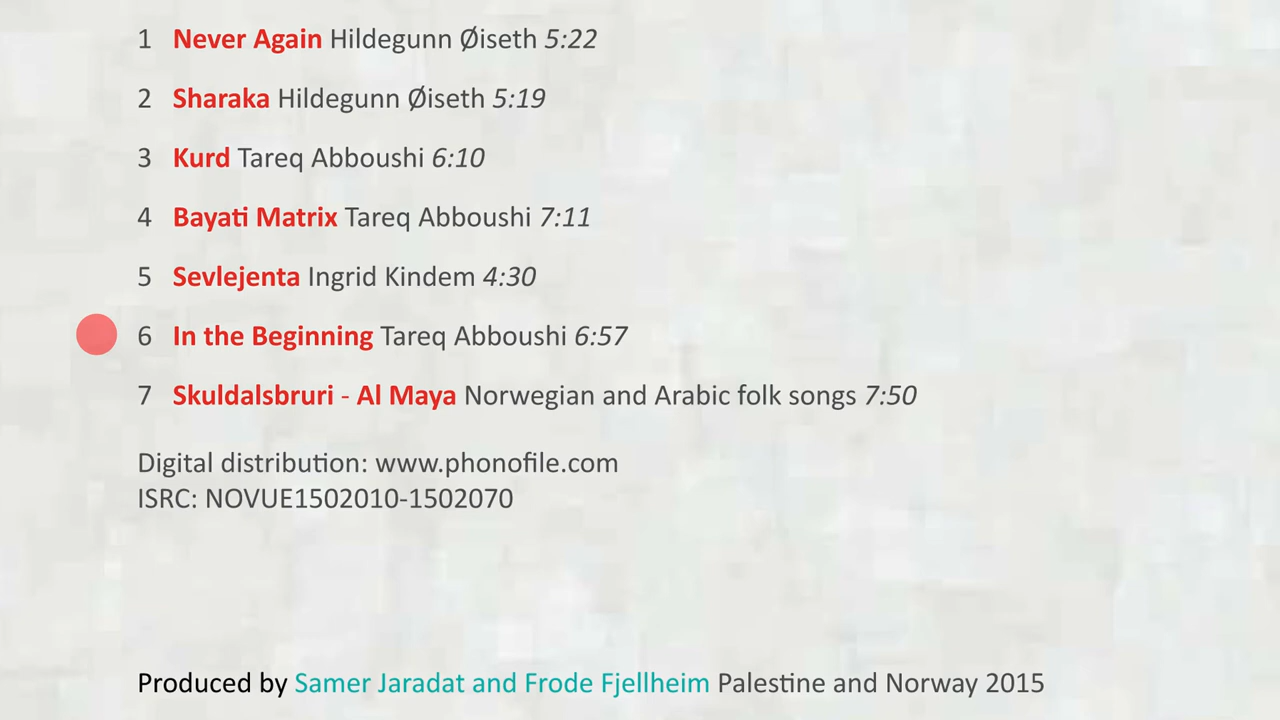 1 Never Again Hildegunn Øiseth 5:22
2 Sharaka Hildegunn Øiseth 5:19
3 Kurd Tareq Abboushi 6:10
4 Bayati Matrix Tareq Abboushi 7:11
5 Sevlejenta Ingrid Kindem 4:30
6 In the Beginning Tareq Abboushi 6:57
7 Skuldalsbruri - Al Maya Norwegian and Arabic folk songs 7:50
Digital distribution: www.phonofile.com
ISRC: NOVUE1502010-1502070
Produced by Samer Jaradat and Frode Fjellheim Palestine and Norway 2015